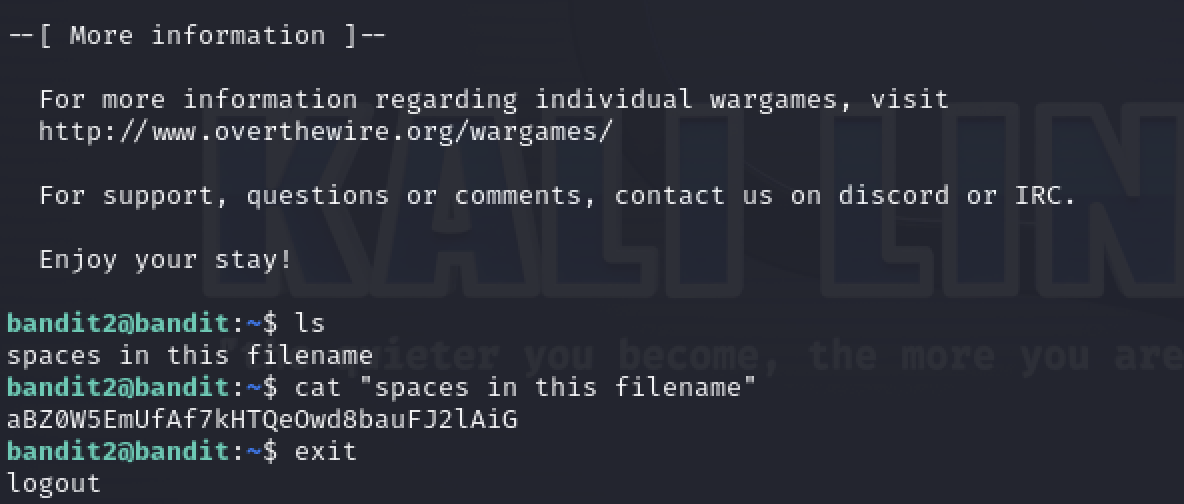 --[ More information ]--
For more information regarding individual wargames, visit
http://www.overthewire.org/wargames/
For support, questions or comments, contact us on discord or IRC.
Enjoy your stay!
KALI LIN
bandit2@bandit:~$ ls
spaces in this filename
"the quieter you become, the more you are
bandit2@bandit:~$ cat "spaces in this filename"
aBZ0W5EmUfAf7kHTQeOwd8bauFJ2lAiG
bandit2@bandit:~$ exit
logout